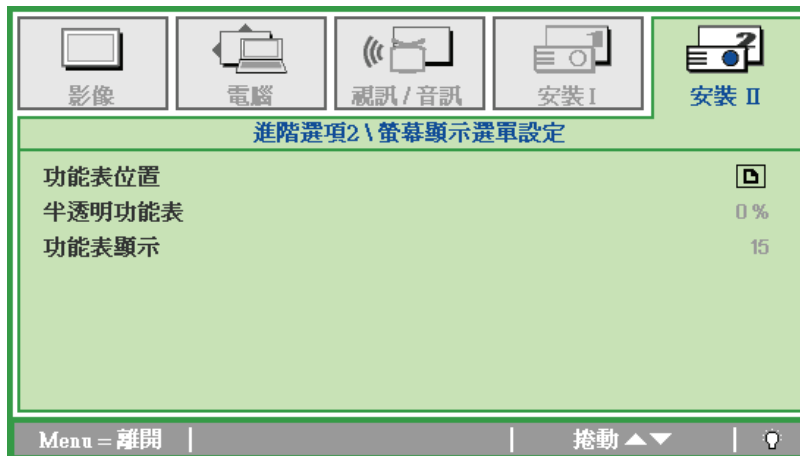 影像
電腦
視訊 / 音訊
安裝 I
安裝 II
進階選項2 \ 螢幕顯示選單設定
功能表位置
半透明功能表 0 %
功能表顯示 15
Menu = 離開 捲動 ▲▼